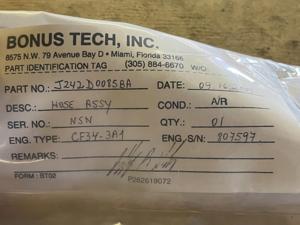 BONUS TECH, INC.
8575 N.W. 79 Avenue Bay D • Miami, Florida 33166
PART IDENTIFICATION TAG (305) 884-6670 W/O
PART NO.: J242D0085BA DATE: 09
DESC.: HOSE ASSY COND.: A/R
SER. NO.: NSN QTY.: 01
ENG. TYPE: CF34-3A1 ENG. S/N: 807597
REMARKS:
FORM : BT02 P262619072